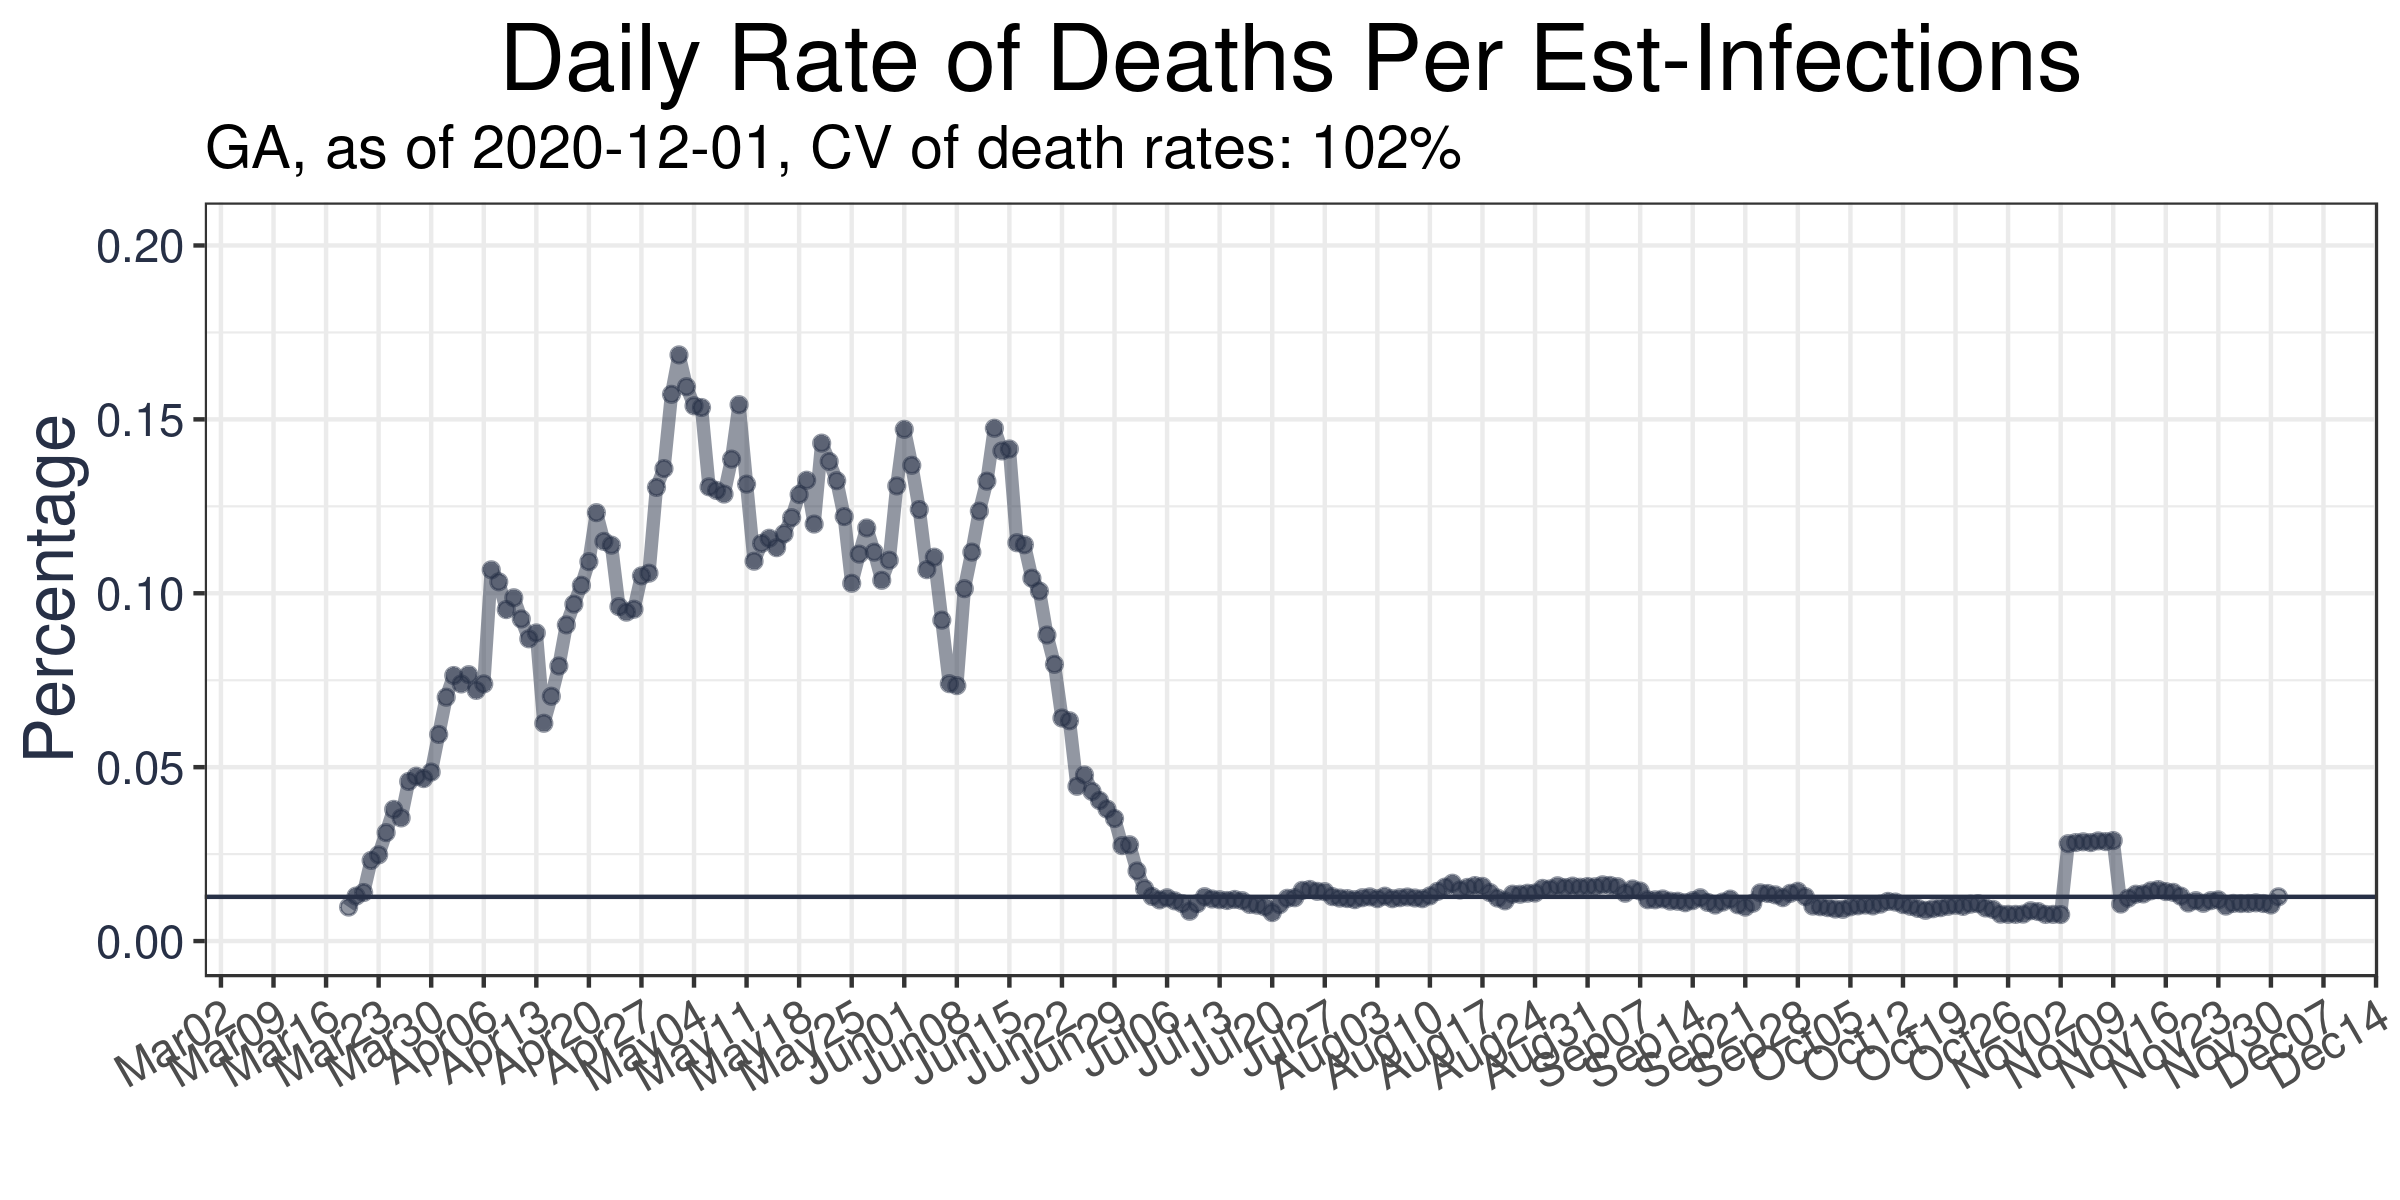 Daily Rate of Deaths Per Est-Infections
GA, as of 2020-12-01, CV of death rates: 102%
Percentage
0.20
0.15
0.10
0.05
0.00
Mar02
Mar09
Mar16
Mar23
Mar30
Apr06
Apr13
Apr20
Apr27
May04
May11
May18
May25
Jun01
Jun08
Jun15
Jun22
Jun29
Jul06
Jul13
Jul20
Jul27
Aug03
Aug10
Aug17
Aug24
Aug31
Sep07
Sep14
Sep21
Sep28
Oct05
Oct12
Oct19
Oct26
Nov02
Nov09
Nov16
Nov23
Nov30
Dec07
Dec14